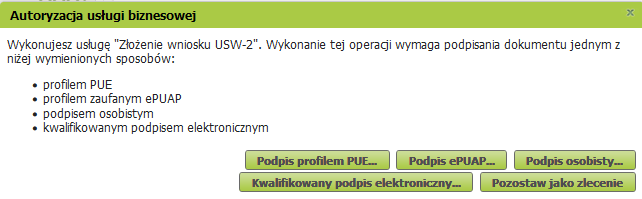 Autoryzacja usługi biznesowej
Wykonujesz usługę "Złożenie wniosku USW-2". Wykonanie tej operacji wymaga podpisania dokumentu jednym z
niżej wymienionych sposobów:
• profilem PUE
• profilem zaufanym ePUAP
• podpisem osobistym
• kwalifikowanym podpisem elektronicznym
Podpis profilem PUE... Podpis ePUAP... Podpis osobisty...
Kwalifikowany podpis elektroniczny... Pozostaw jako zlecenie